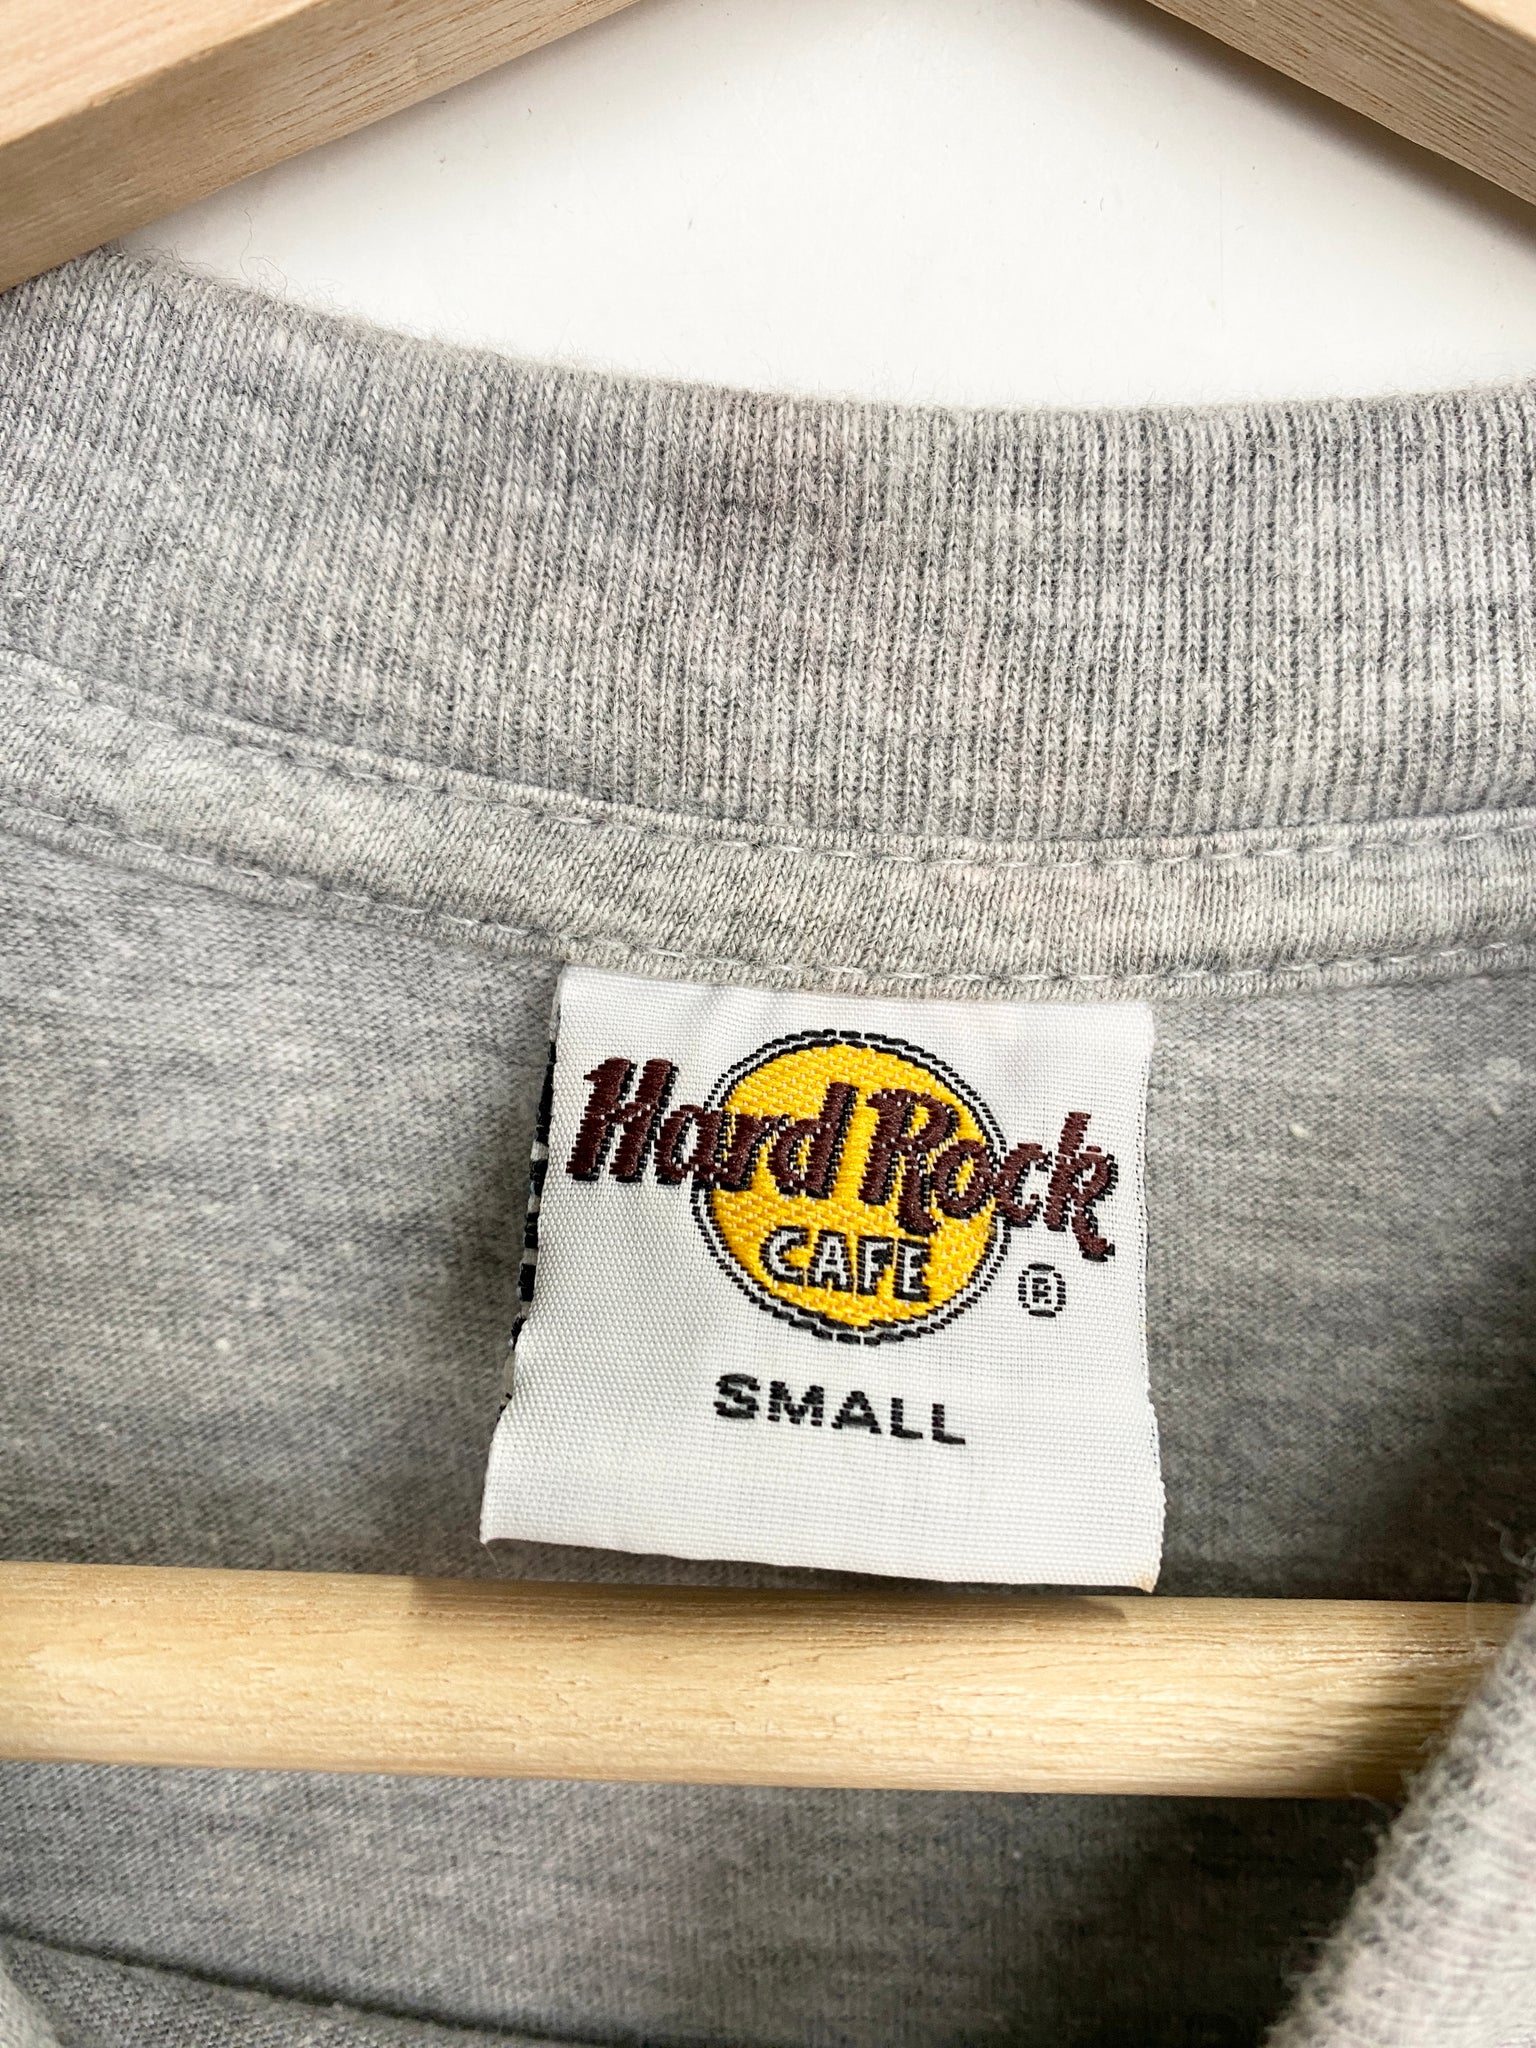 Hard Rock
CAFE
®
SMALL